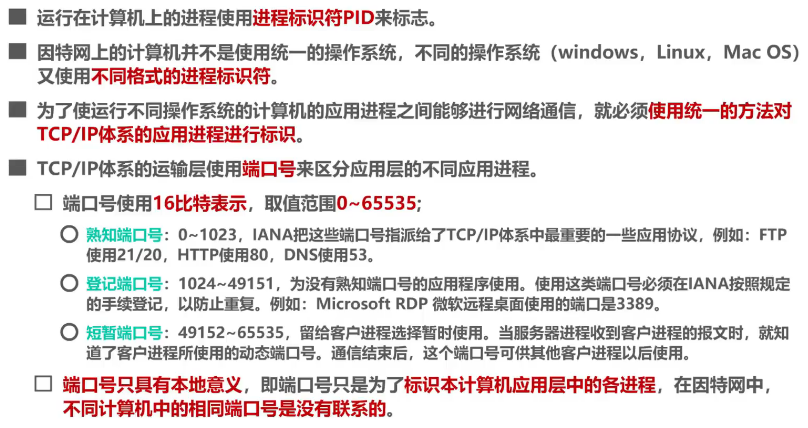 运行在计算机上的进程使用进程标识符PID来标志。
因特网上的计算机并不是使用统一的操作系统，不同的操作系统（windows，Linux，Mac OS）
又使用不同格式的进程标识符。
为了使运行不同操作系统的计算机的应用进程之间能够进行网络通信，就必须使用统一的方法对
TCP/IP体系的应用进程进行标识。
TCP/IP体系的运输层使用端口号来区分应用层的不同应用进程。
端口号使用16比特表示，取值范围0~65535;
熟知端口号：0~1023，IANA把这些端口号指派给了TCP/IP体系中最重要的一些应用协议，例如：FTP
使用21/20，HTTP使用80，DNS使用53。
登记端口号：1024~49151，为没有熟知端口号的应用程序使用。使用这类端口号必须在IANA按照规定
的手续登记，以防止重复。例如：Microsoft RDP 微软远程桌面使用的端口是3389。
短暂端口号：49152~65535，留给客户进程选择暂时使用。当服务器进程收到客户进程的报文时，就知
道了客户进程所使用的动态端口号。通信结束后，这个端口号可供其他客户进程以后使用。
端口号只具有本地意义，即端口号只是为了标识本计算机应用层中的各进程，在因特网中，
不同计算机中的相同端口号是没有联系的。